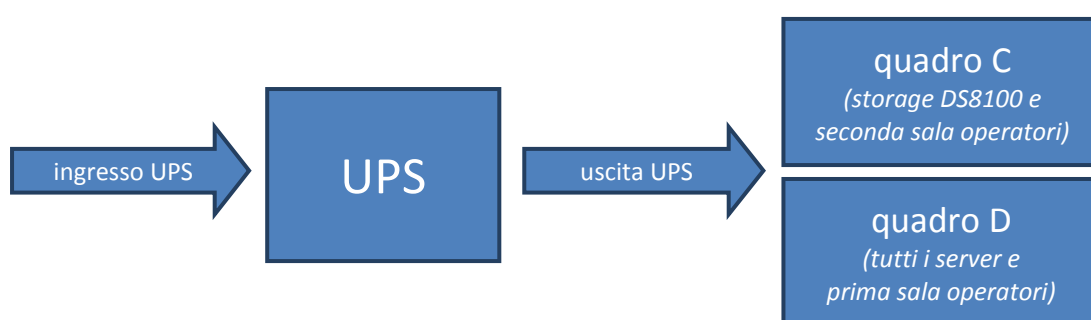 ingresso UPS
UPS
uscita UPS
quadro C
(storage DS8100 e
seconda sala operatori)
quadro D
(tutti i server e
prima sala operatori)